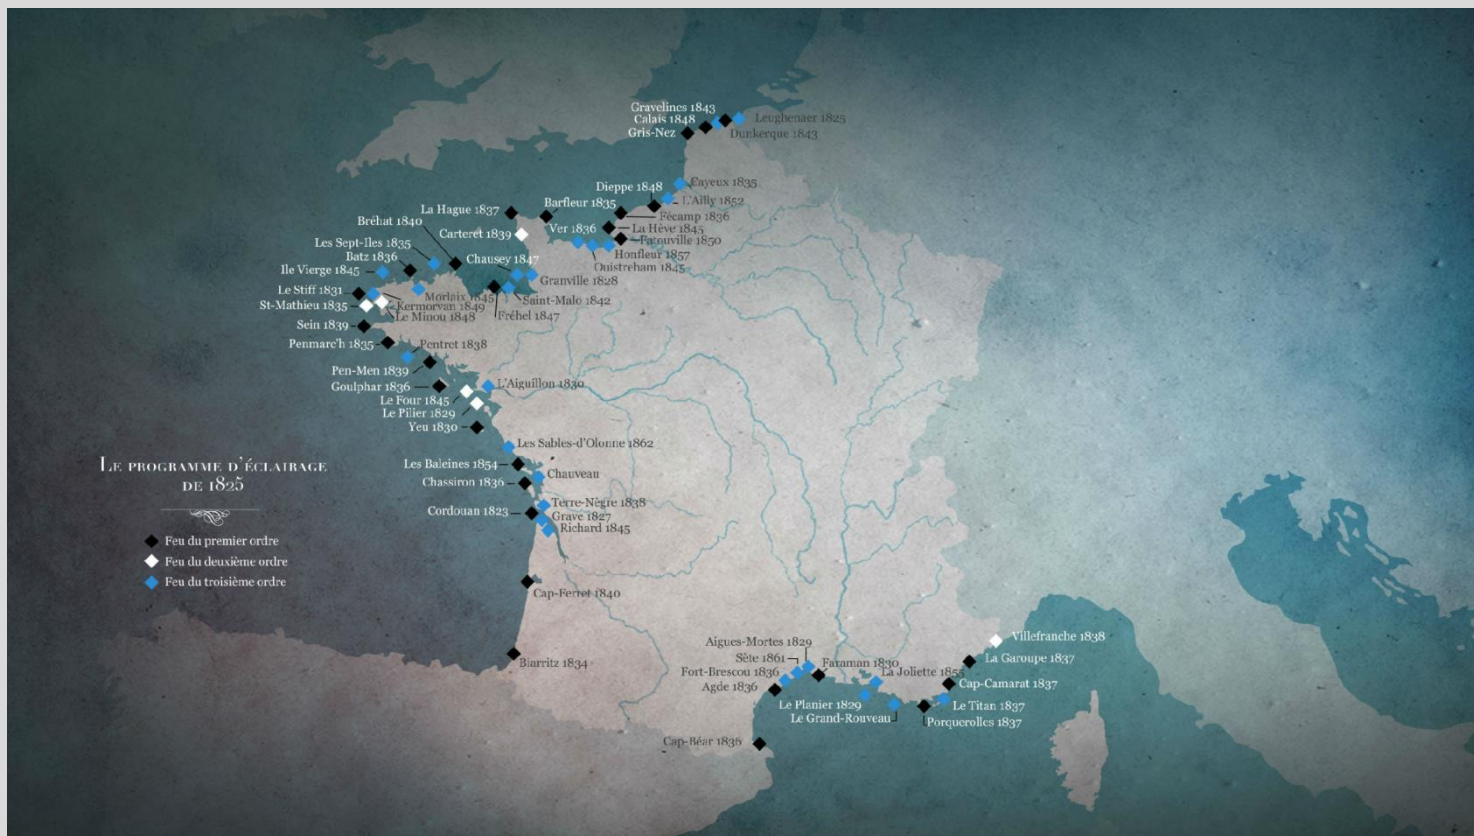 Gravelines 1843
Calais 1848
Gris-Nez
Leughenaer 1825
Dunkerque 1843
Cayeux 1835
Dieppe 1848
L'Ailly 1852
Barfleur 1835
Fécamp 1836
La Hague 1837
Ver 1836
La Hève 1845
Bréhat 1840
Carteret 1839
Fatouville 1850
Les Sept-Iles 1835
Honfleur 1857
Batz 1836
Chausey 1847
Ouistreham 1845
Ile Vierge 1845
Granville 1828
Le Stiff 1831
Morlaix 1845
Saint-Malo 1842
St-Mathieu 1835
Kermorvan 1849
Le Minou 1848
Fréhel 1847
Sein 1839
Penmarc'h 1835
Pentret 1838
Pen-Men 1839
Goulphar 1836
L'Aiguillon 1830
Le Four 1845
Le Pilier 1829
Yeu 1830
Les Sables-d'Olonne 1862
Les Baleines 1854
Chauveau
Chassiron 1836
Terre-Nègre 1838
Cordouan 1823
Grave 1827
Richard 1845
Cap-Ferret 1840
Biarritz 1834
Le programme d'éclairage
de 1825
Feu du premier ordre
Feu du deuxième ordre
Feu du troisième ordre
Aigues-Mortes 1829
Sète 1861
Fort-Brescou 1836
Agde 1836
Faraman 1830
La Joliette 1855
Villefranche 1838
La Garoupe 1837
Cap-Camarat 1837
Le Planier 1829
Le Titan 1837
Le Grand-Rouveau
Porquerolles 1837
Cap-Béar 1836